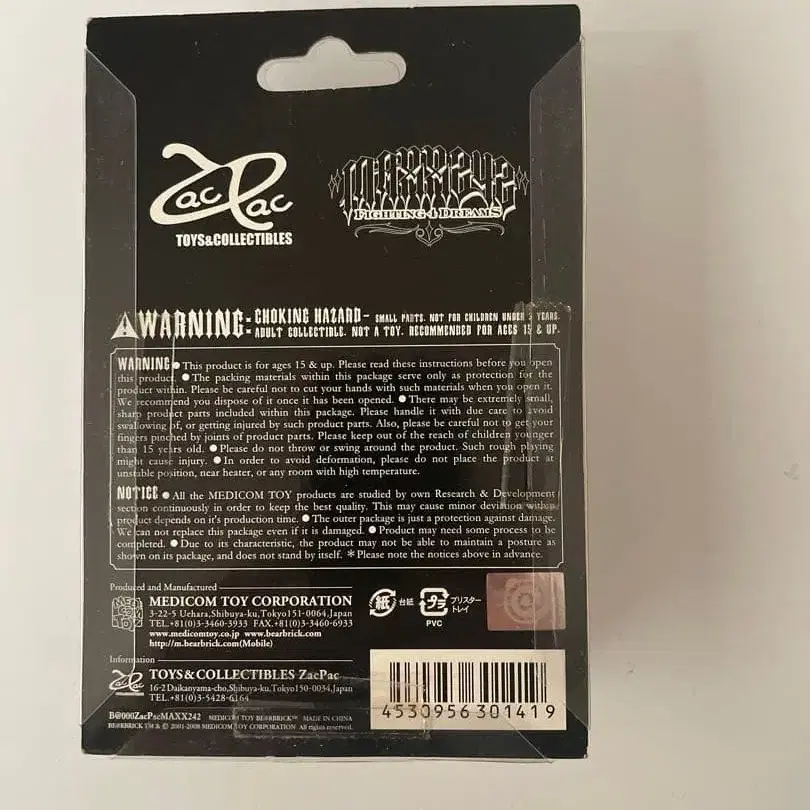 ZacPac
TOYS&COLLECTIBLES
FIGHTING 4 DREAMS
WARNING: CHOKING HAZARD- SMALL PARTS. NOT FOR CHILDREN UNDER 3 YEARS.
ADULT COLLECTIBLE. NOT A TOY. RECOMMENDED FOR AGES 15 & UP.
WARNING ●This product is for ages 15 & up. Please read these instructions before you open
this product. ●The packing materials within this package serve only as protection for the
product within. Please be careful not to cut your hands with such materials when you open it.
We recommend you dispose of it once it has been opened. ●There may be extremely small,
sharp product parts included within this package. Please handle it with due care to avoid
swallowing of, or getting injured by such product parts. Also, please be careful not to get your
fingers pinched by joints of product parts. Please keep out of the reach of children younger
than 15 years old. ●Please do not throw or swing around the product. Such rough playing
might cause injury. ●In order to avoid deformation, please do not place the product at
unstable position, near heater, or any room with high temperature.
NOTICE ●All the MEDICOM TOY products are studied by own Research & Development
section continuously in order to keep the best quality. This may cause minor deviation within
product depends on it's production time. ●The outer package is just a protection against damage.
We can not replace this package even if it is damaged. ●Product may need some process to be
completed. ●Due to its characteristic, the product may not be able to maintain a posture as
shown on its package, and does not stand by itself. *Please note the notices above in advance.
Produced and Manufactured
MEDICOM TOY
MEDICOM TOY CORPORATION
3-22-5 Uehara,Shibuya-ku,Tokyo151-0064,Japan
TEL.+81(0)3-3460-3933 FAX.+81(0)3-3460-6933
www.medicomtoy.co.jp www.bearbrick.com
http://m.bearbrick.com(Mobile)
紙 台紙
プラ ブリスター
トレイ
PVC
Information
ZacPac
TOYS&COLLECTIBLES ZacPac
16-2 Daikanyama-cho,Shibuya-ku,Tokyo150-0034,Japan
TEL.+81(0)3-5428-6164
B@000ZacPacMAXX242 MEDICOM TOY BE@RBRICK™ MADE IN CHINA
BE@RBRICK TM & © 2001-2008 MEDICOM TOY CORPORATION All rights reserved.
4530956301419